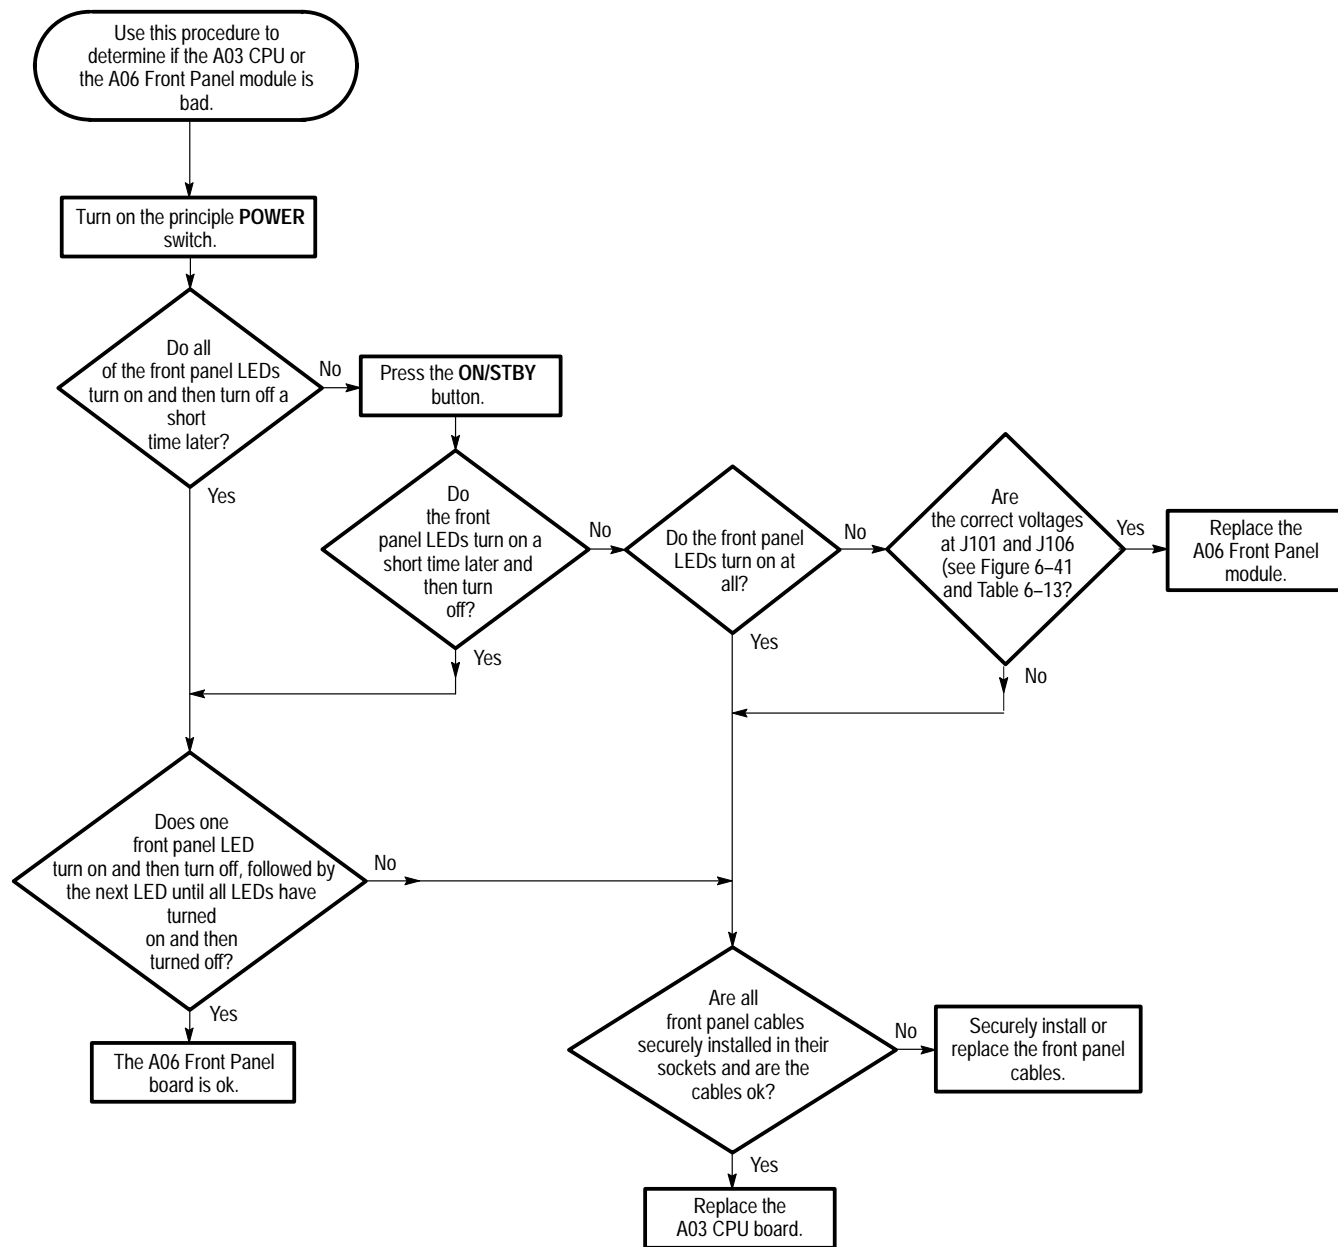 Use this procedure to
determine if the A03 CPU or
the A06 Front Panel module is
bad.
Turn on the principle POWER
switch.
Do all
of the front panel LEDs
turn on and then turn off a
short
time later?
No
Yes
Press the ON/STBY
button.
Do
the front
panel LEDs turn on a
short time later and
then turn
off?
No
Yes
Do the front panel
LEDs turn on at
all?
No
Yes
Are
the correct voltages
at J101 and J106
(see Figure 6–41
and Table 6–13?
Yes
No
Replace the
A06 Front Panel
module.
Does one
front panel LED
turn on and then turn off, followed by
the next LED until all LEDs have
turned
on and then
turned off?
No
Yes
The A06 Front Panel
board is ok.
Are all
front panel cables
securely installed in their
sockets and are the
cables ok?
No
Yes
Securely install or
replace the front panel
cables.
Replace the
A03 CPU board.